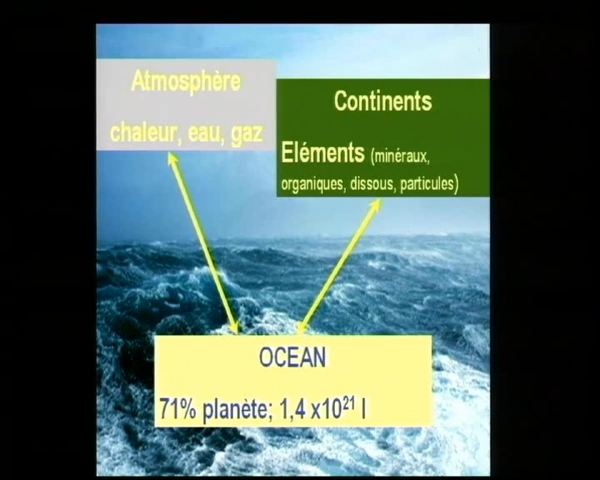 Atmosphère
chaleur, eau, gaz
Continents
Eléments (minéraux,
organiques, dissous, particules)
OCEAN
71% planète; 1,4 x10²¹ l